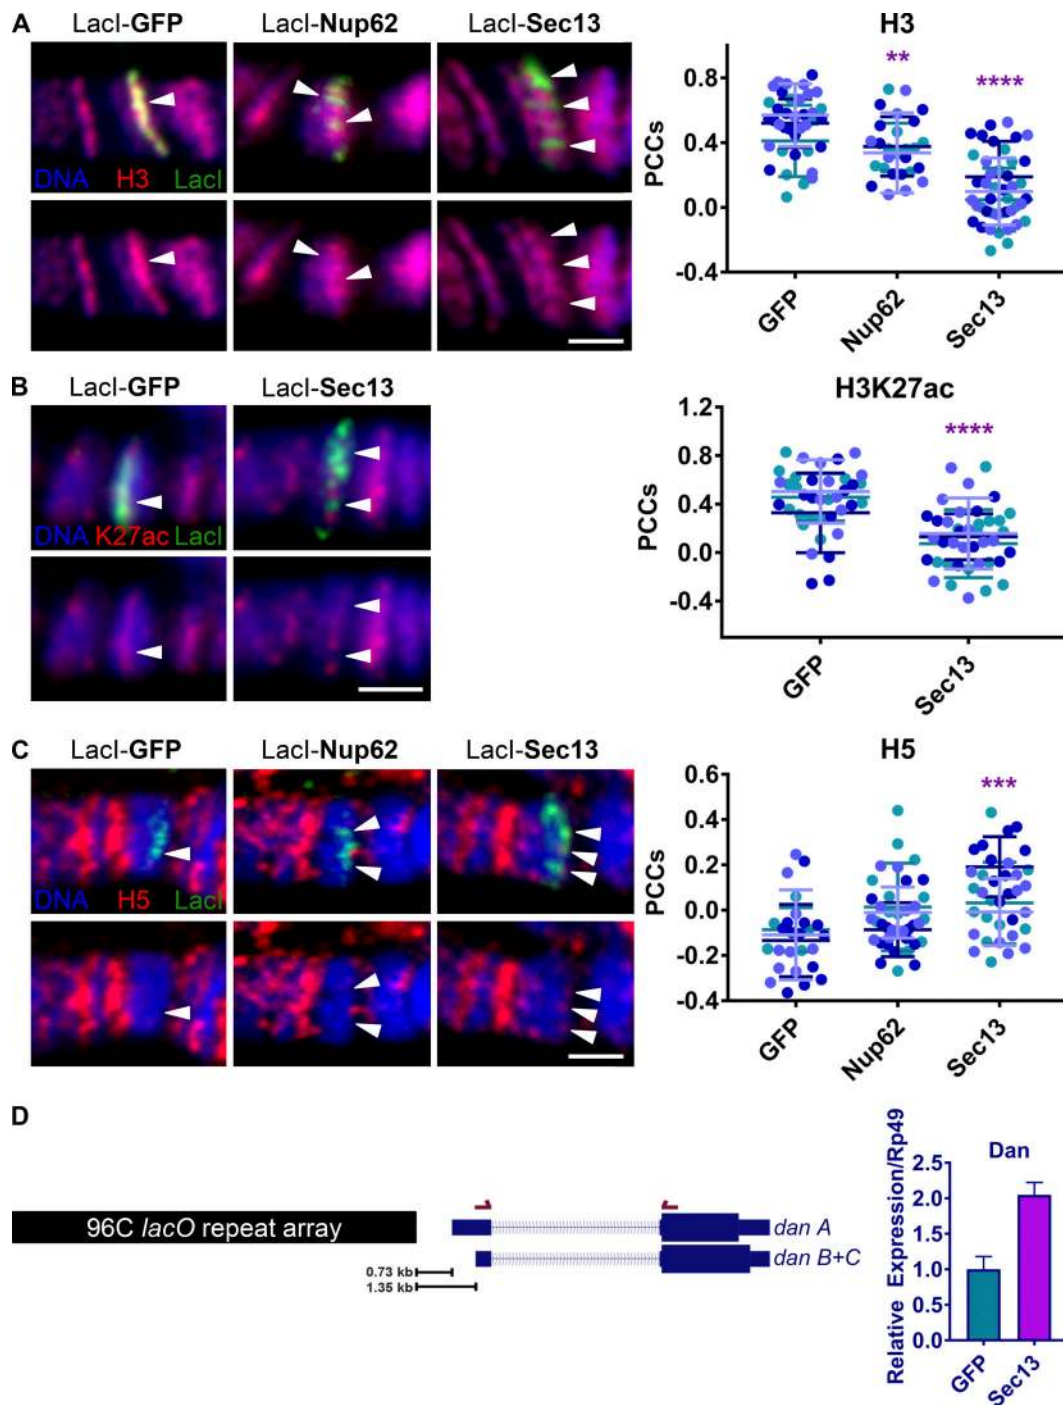 A
LacI-GFP
LacI-Nup62
LacI-Sec13
DNA H3 LacI
H3
** ****
PCCs
0.8
0.4
0.0
-0.4
GFP
Nup62
Sec13
B
LacI-GFP
LacI-Sec13
DNA K27ac LacI
H3K27ac
****
PCCs
1.2
0.8
0.4
0.0
-0.4
GFP
Sec13
C
LacI-GFP
LacI-Nup62
LacI-Sec13
DNA H5 LacI
H5
***
PCCs
0.6
0.4
0.2
0.0
-0.2
-0.4
GFP
Nup62
Sec13
D
96C lacO repeat array
dan A
dan B+C
0.73 kb
1.35 kb
Dan
Relative Expression/Rp49
2.5
2.0
1.5
1.0
0.5
0.0
GFP
Sec13